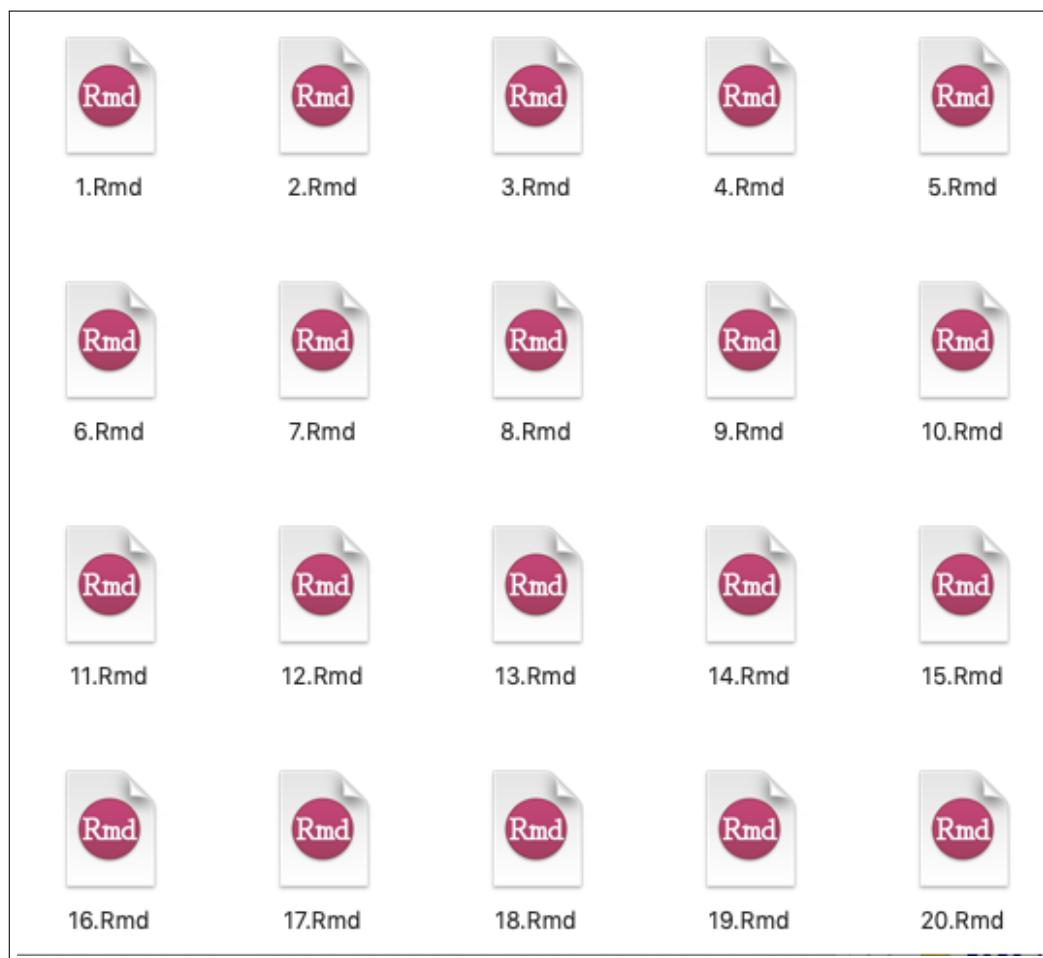 Rmd Rmd Rmd Rmd Rmd
1.Rmd 2.Rmd 3.Rmd 4.Rmd 5.Rmd
Rmd Rmd Rmd Rmd Rmd
6.Rmd 7.Rmd 8.Rmd 9.Rmd 10.Rmd
Rmd Rmd Rmd Rmd Rmd
11.Rmd 12.Rmd 13.Rmd 14.Rmd 15.Rmd
Rmd Rmd Rmd Rmd Rmd
16.Rmd 17.Rmd 18.Rmd 19.Rmd 20.Rmd